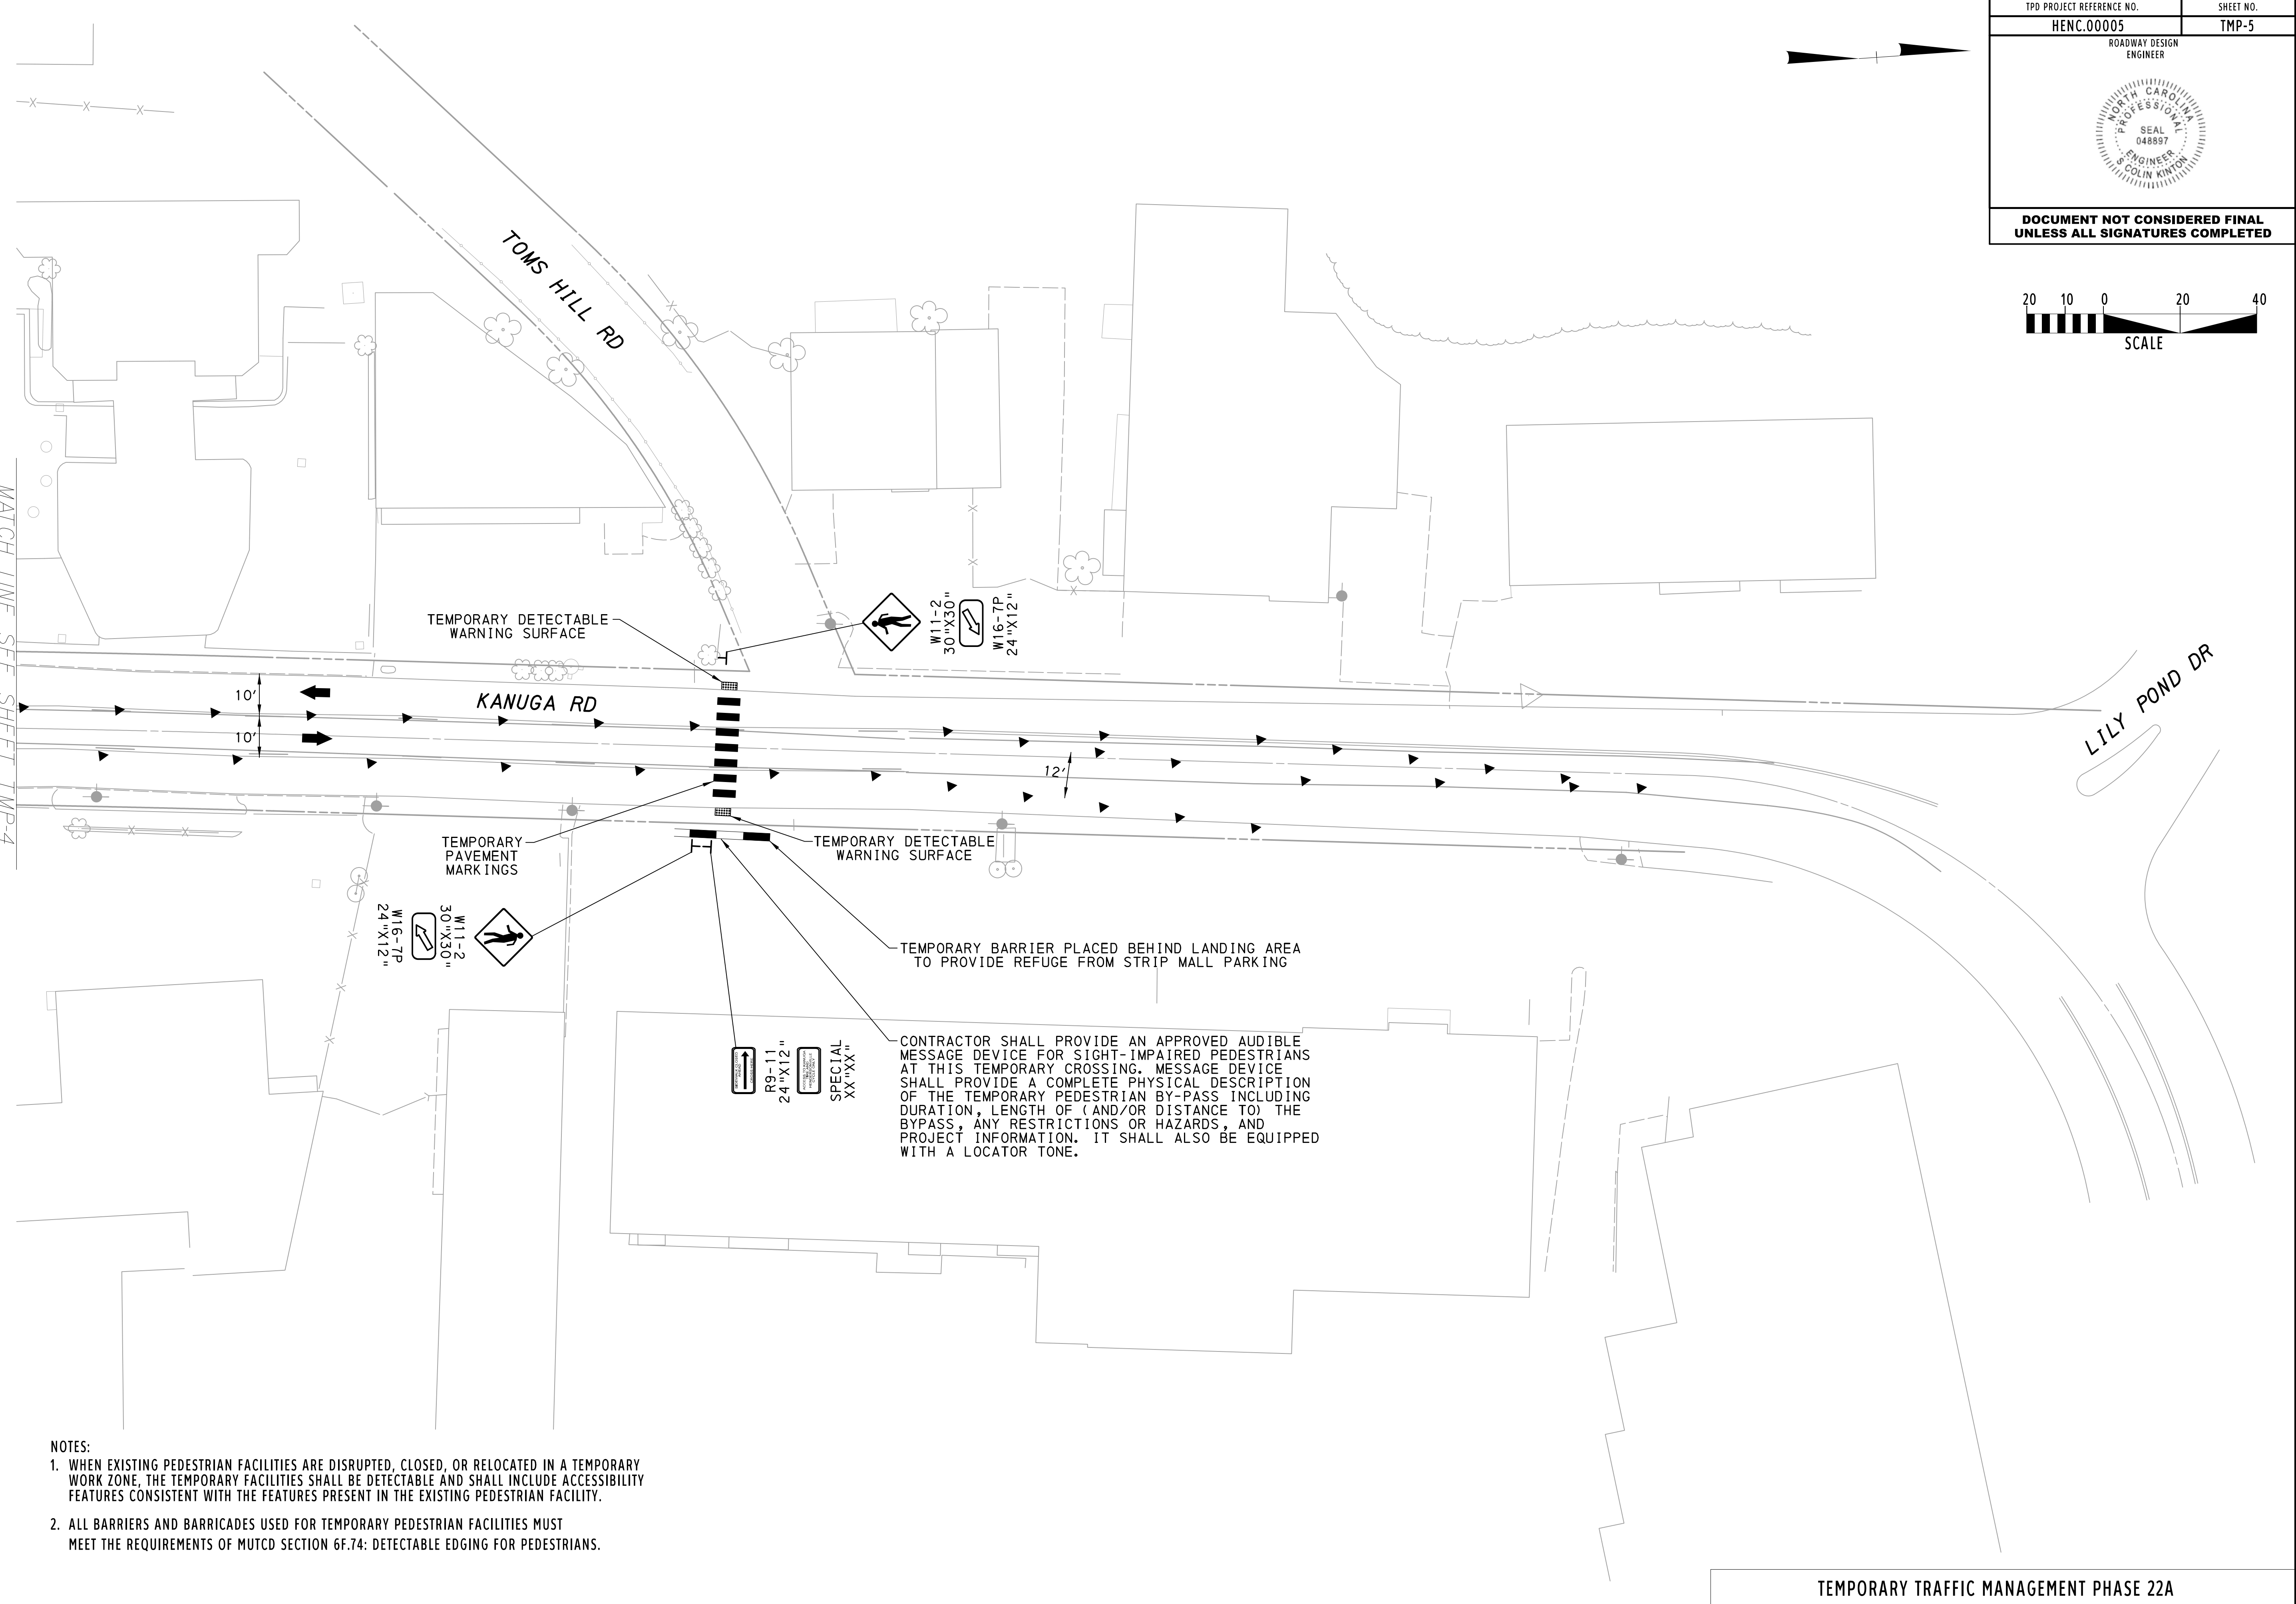 TPD PROJECT REFERENCE NO.
SHEET NO.
HENC.00005
TMP-5
ROADWAY DESIGN
ENGINEER
NORTH CAROLINA
PROFESSIONAL
SEAL
048897
ENGINEER
S COLIN KINTON
DOCUMENT NOT CONSIDERED FINAL
UNLESS ALL SIGNATURES COMPLETED
20 10 0 20 40
SCALE
TOMS HILL RD
MATCH LINE SEE SHEET TMP-4
TEMPORARY DETECTABLE
WARNING SURFACE
W11-2
30"X30"
W16-7P
24"X12"
10'
KANUGA RD
10'
12'
LILY POND DR
TEMPORARY
PAVEMENT
MARKINGS
TEMPORARY DETECTABLE
WARNING SURFACE
W11-2
30"X30"
W16-7P
24"X12"
TEMPORARY BARRIER PLACED BEHIND LANDING AREA
TO PROVIDE REFUGE FROM STRIP MALL PARKING
R9-11
24"X12"
SPECIAL
XX"XX"
CONTRACTOR SHALL PROVIDE AN APPROVED AUDIBLE
MESSAGE DEVICE FOR SIGHT-IMPAIRED PEDESTRIANS
AT THIS TEMPORARY CROSSING. MESSAGE DEVICE
SHALL PROVIDE A COMPLETE PHYSICAL DESCRIPTION
OF THE TEMPORARY PEDESTRIAN BY-PASS INCLUDING
DURATION, LENGTH OF (AND/OR DISTANCE TO) THE
BYPASS, ANY RESTRICTIONS OR HAZARDS, AND
PROJECT INFORMATION. IT SHALL ALSO BE EQUIPPED
WITH A LOCATOR TONE.
NOTES:
1. WHEN EXISTING PEDESTRIAN FACILITIES ARE DISRUPTED, CLOSED, OR RELOCATED IN A TEMPORARY
WORK ZONE, THE TEMPORARY FACILITIES SHALL BE DETECTABLE AND SHALL INCLUDE ACCESSIBILITY
FEATURES CONSISTENT WITH THE FEATURES PRESENT IN THE EXISTING PEDESTRIAN FACILITY.
2. ALL BARRIERS AND BARRICADES USED FOR TEMPORARY PEDESTRIAN FACILITIES MUST
MEET THE REQUIREMENTS OF MUTCD SECTION 6F.74: DETECTABLE EDGING FOR PEDESTRIANS.
TEMPORARY TRAFFIC MANAGEMENT PHASE 22A